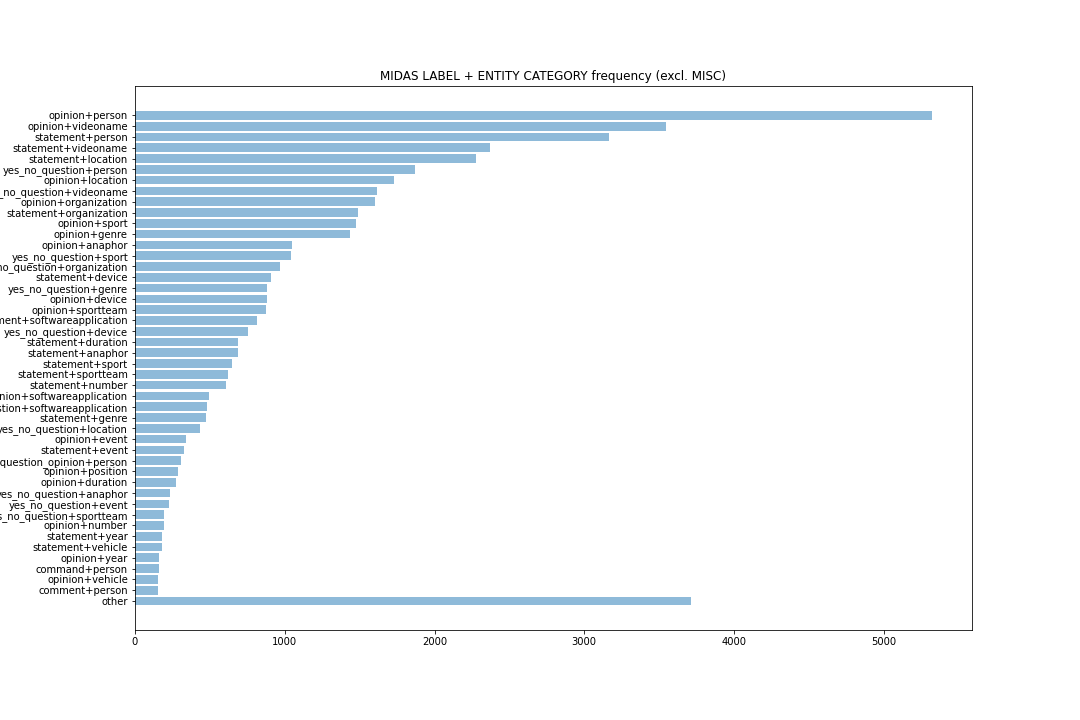 MIDAS LABEL + ENTITY CATEGORY frequency (excl. MISC)
opinion+person
opinion+videoname
statement+person
statement+videoname
statement+location
yes_no_question+person
opinion+location
_no_question+videoname
opinion+organization
statement+organization
opinion+sport
opinion+genre
opinion+anaphor
yes_no_question+sport
no_question+organization
statement+device
yes_no_question+genre
opinion+device
opinion+sportteam
ment+softwareapplication
yes_no_question+device
statement+duration
statement+anaphor
statement+sport
statement+sportteam
statement+number
nion+softwareapplication
stion+softwareapplication
statement+genre
yes_no_question+location
opinion+event
statement+event
question_opinion+person
opinion+position
opinion+duration
yes_no_question+anaphor
yes_no_question+event
s_no_question+sportteam
opinion+number
statement+year
statement+vehicle
opinion+year
command+person
opinion+vehicle
comment+person
other
0 1000 2000 3000 4000 5000